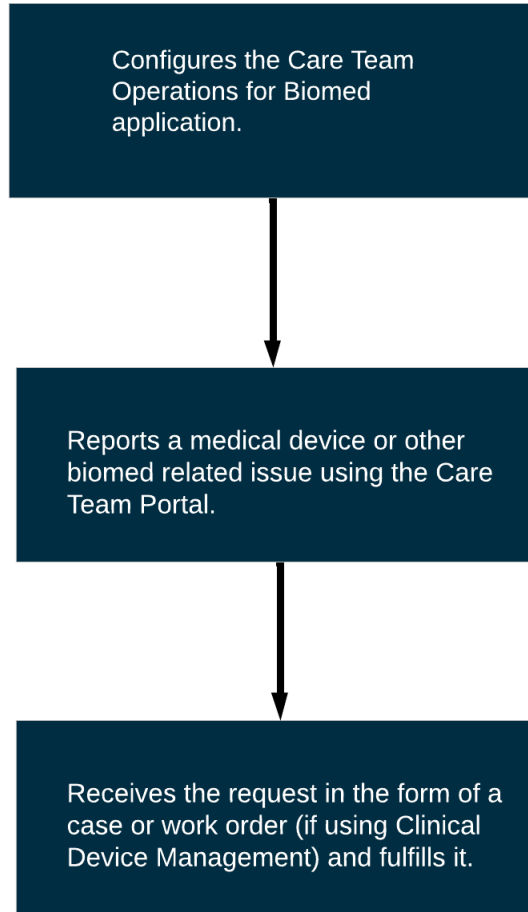 Configures the Care Team
Operations for Biomed
application.
Reports a medical device or other
biomed related issue using the Care
Team Portal.
Receives the request in the form of a
case or work order (if using Clinical
Device Management) and fulfills it.